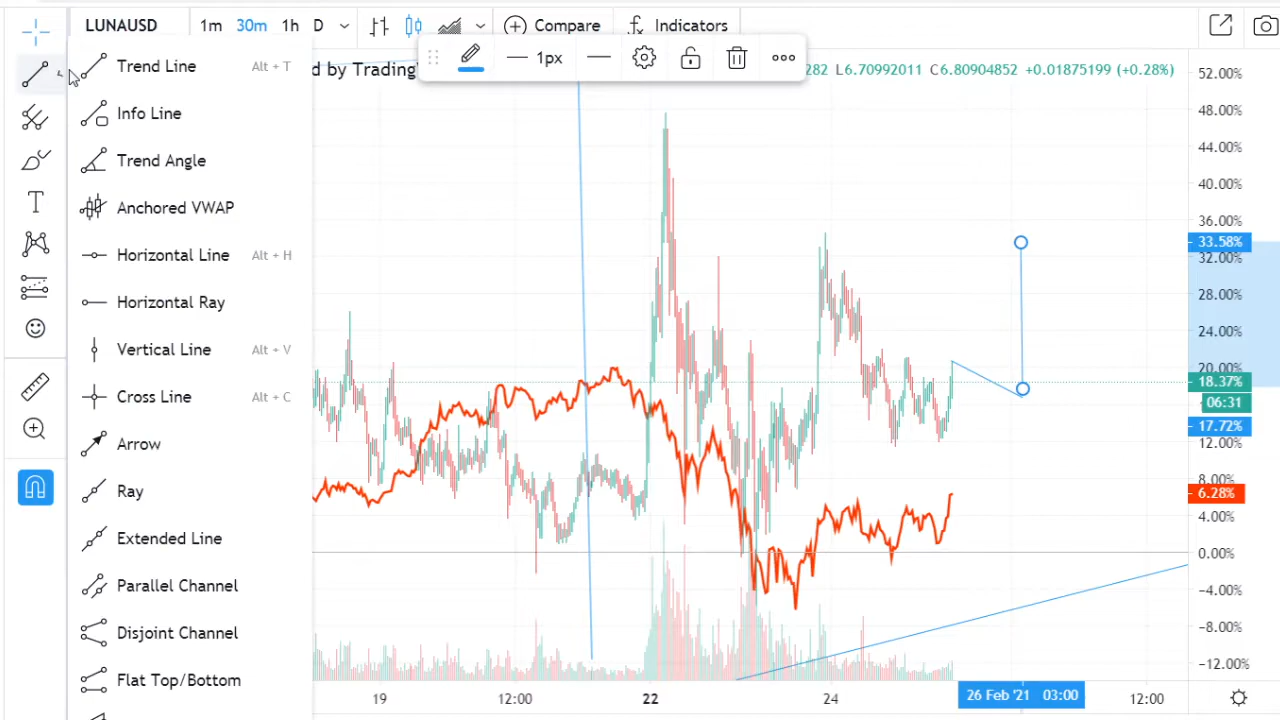 LUNAUSD 1m 30m 1h D Compare Indicators
d by Trading 282 L6.70992011 C6.80904852 +0.01875199 (+0.28%)
1px
Trend Line Alt + T
Info Line
Trend Angle
Anchored VWAP
Horizontal Line Alt + H
Horizontal Ray
Vertical Line Alt + V
Cross Line Alt + C
Arrow
Ray
Extended Line
Parallel Channel
Disjoint Channel
Flat Top/Bottom
52.00%
48.00%
44.00%
40.00%
36.00%
33.58%
32.00%
28.00%
24.00%
20.00%
18.37%
06:31
17.72%
12.00%
8.00%
6.28%
4.00%
0.00%
−4.00%
−8.00%
−12.00%
19 12:00 22 24 26 Feb '21 03:00 12:00